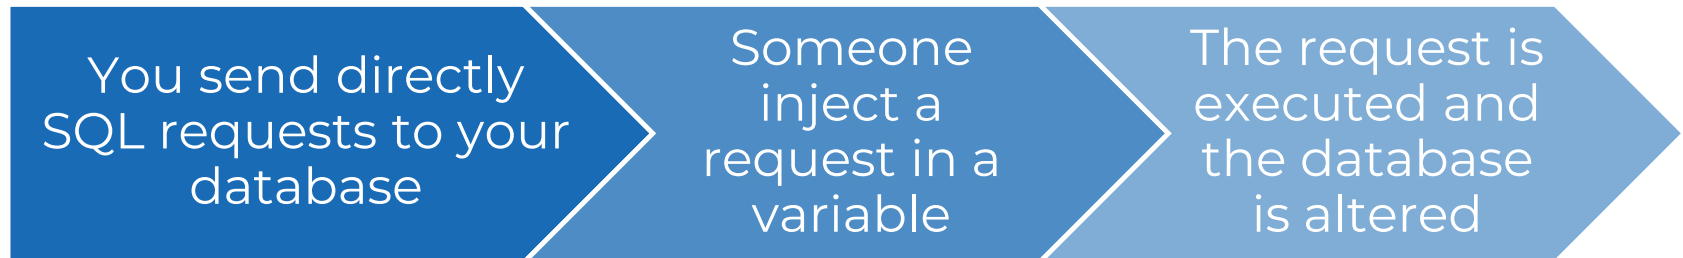 You send directly
SQL requests to your
database
Someone
inject a
request in a
variable
The request is
executed and
the database
is altered